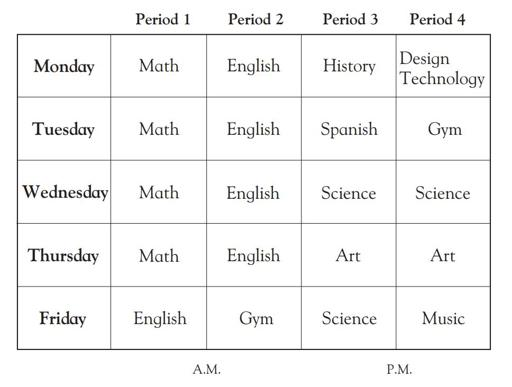 Period 1 Period 2 Period 3 Period 4
Monday Math English History Design
Technology
Tuesday Math English Spanish Gym
Wednesday Math English Science Science
Thursday Math English Art Art
Friday English Gym Science Music
A.M. P.M.